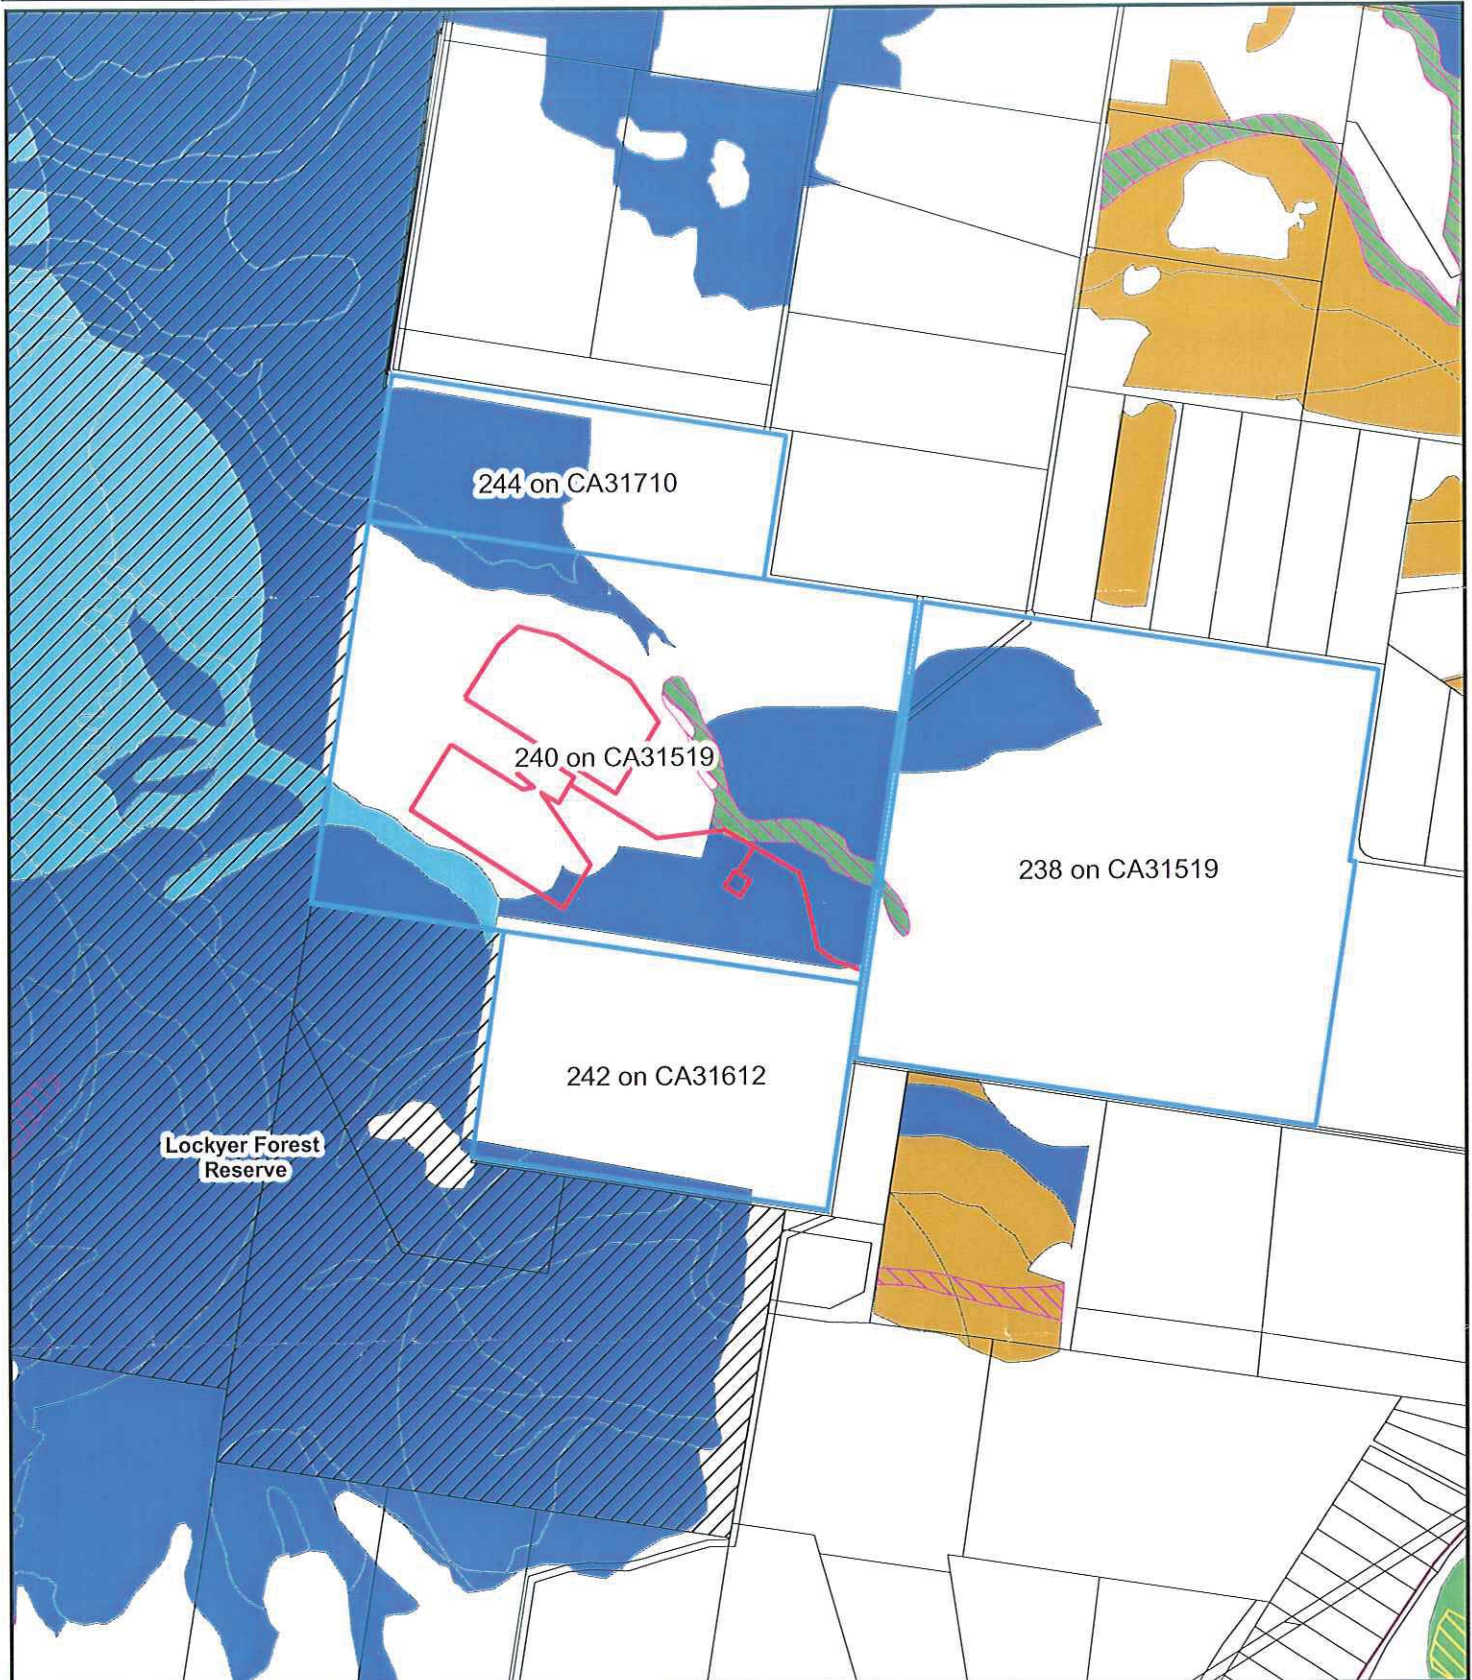 244 on CA31710
240 on CA31519
238 on CA31519
242 on CA31612
Lockyer Forest
Reserve